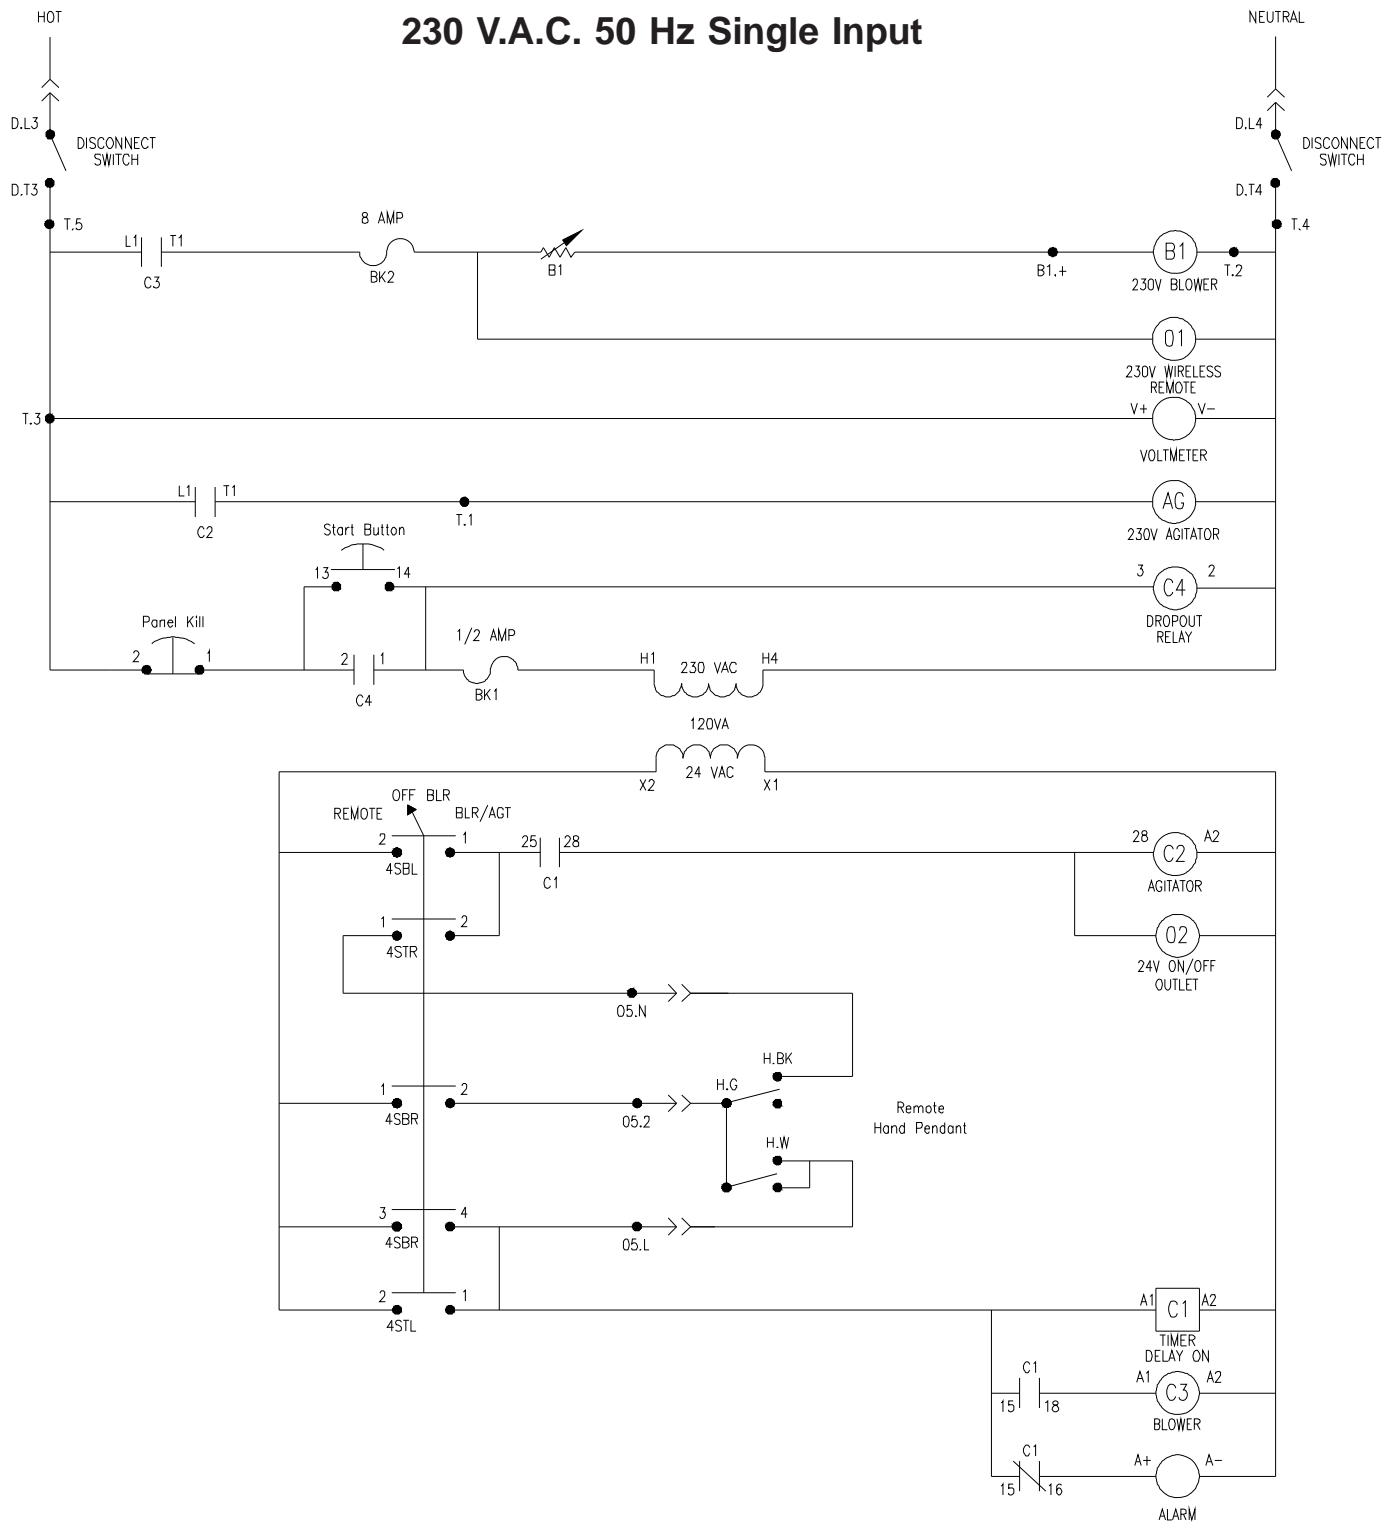 230 V.A.C. 50 Hz Single Input
HOT
NEUTRAL
D.L3
DISCONNECT
SWITCH
D.T3
T.5
D.L4
DISCONNECT
SWITCH
D.T4
T.4
L1
T1
C3
8 AMP
BK2
B1
B1.+
B1
T.2
230V BLOWER
O1
230V WIRELESS
REMOTE
T.3
V+
V-
VOLTMETER
L1
T1
C2
T.1
AG
230V AGITATOR
Start Button
13
14
3
C4
2
DROPOUT
RELAY
Panel Kill
2
1
2
1
C4
1/2 AMP
BK1
H1
230 VAC
H4
120VA
X2
24 VAC
X1
REMOTE
OFF
BLR
BLR/AGT
2
1
4SBL
25
28
C1
28
C2
A2
AGITATOR
1
2
4STR
O2
24V ON/OFF
OUTLET
O5.N
H.BK
1
2
4SBR
O5.2
H.G
Remote
Hand Pendant
H.W
3
4
4SBR
O5.L
2
1
4STL
A1
C1
A2
TIMER
DELAY ON
C1
15
18
A1
C3
A2
BLOWER
C1
15
16
A+
A-
ALARM